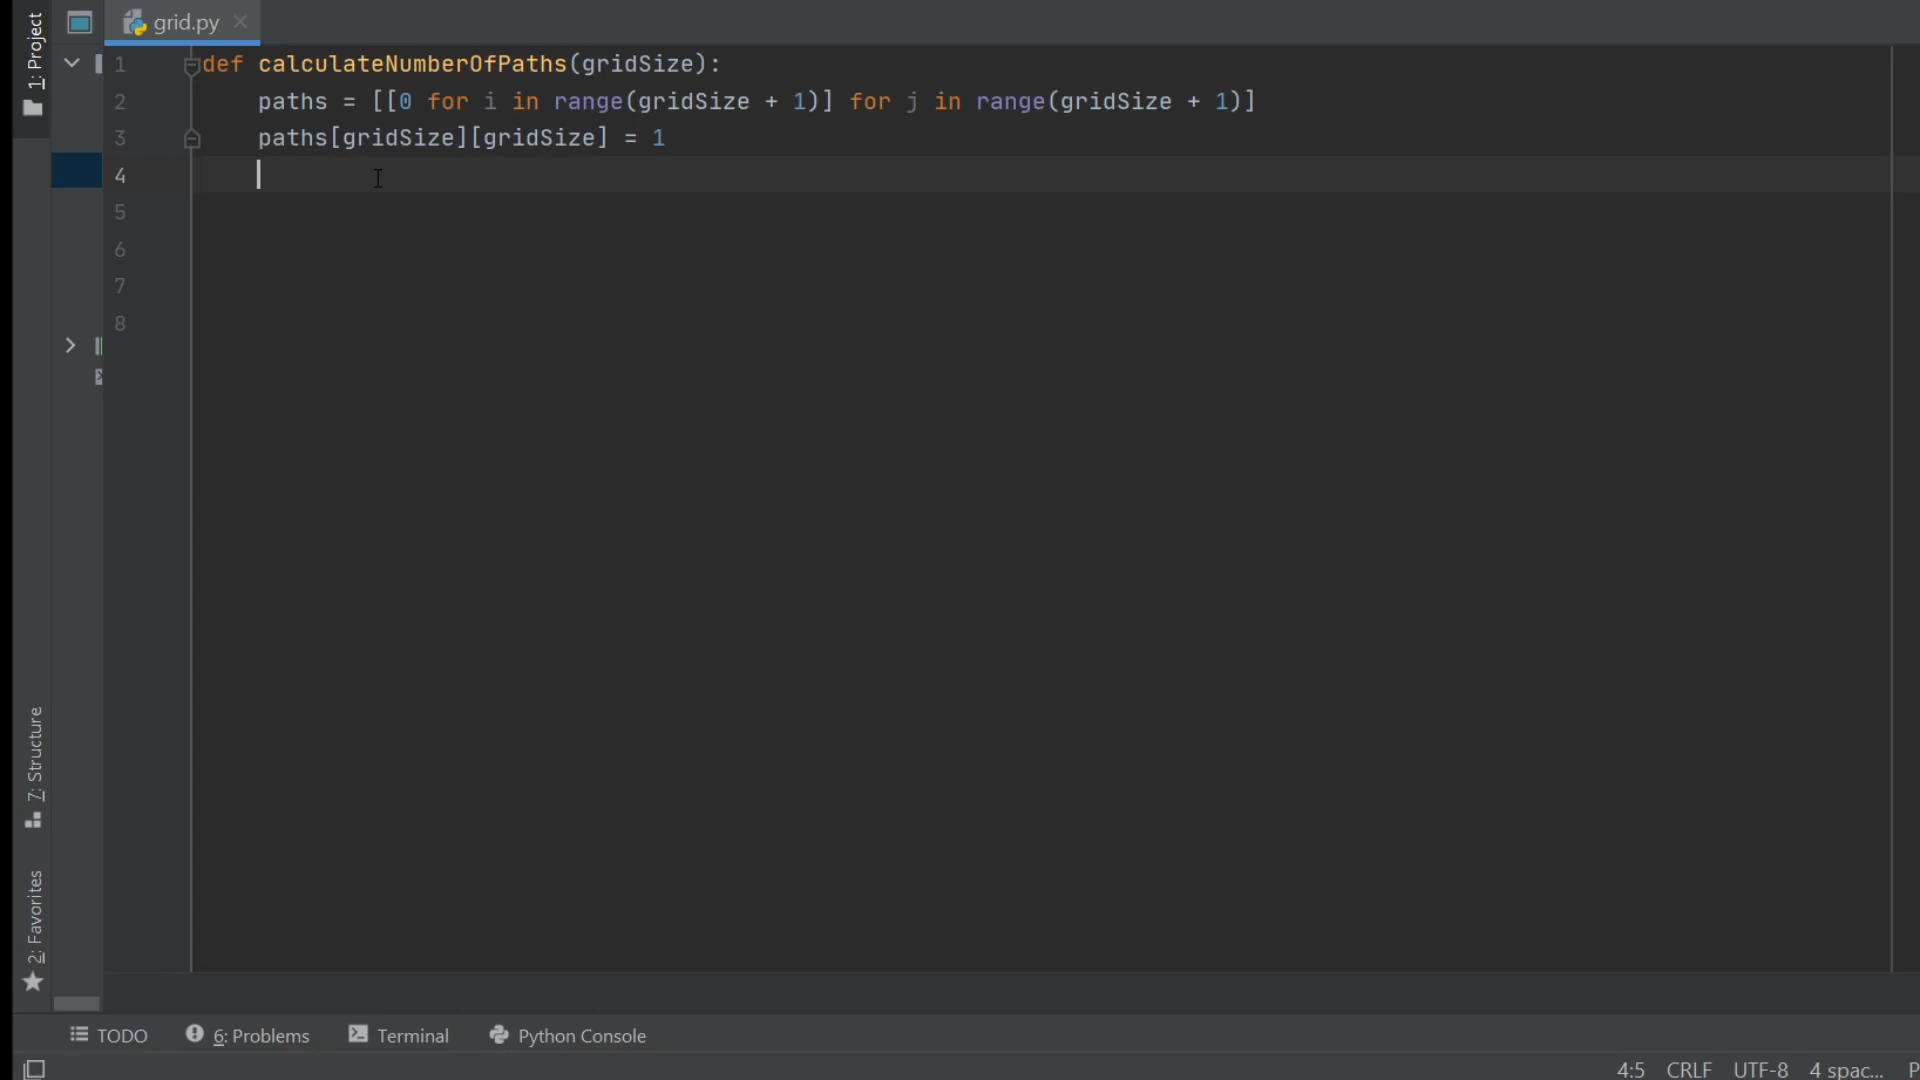 1: Project
grid.py
1 def calculateNumberOfPaths(gridSize):
2 paths = [[0 for i in range(gridSize + 1)] for j in range(gridSize + 1)]
3 paths[gridSize][gridSize] = 1
4
5
6
7
8
7: Structure
2: Favorites
TODO 6: Problems Terminal Python Console
4:5 CRLF UTF-8 4 spac... P